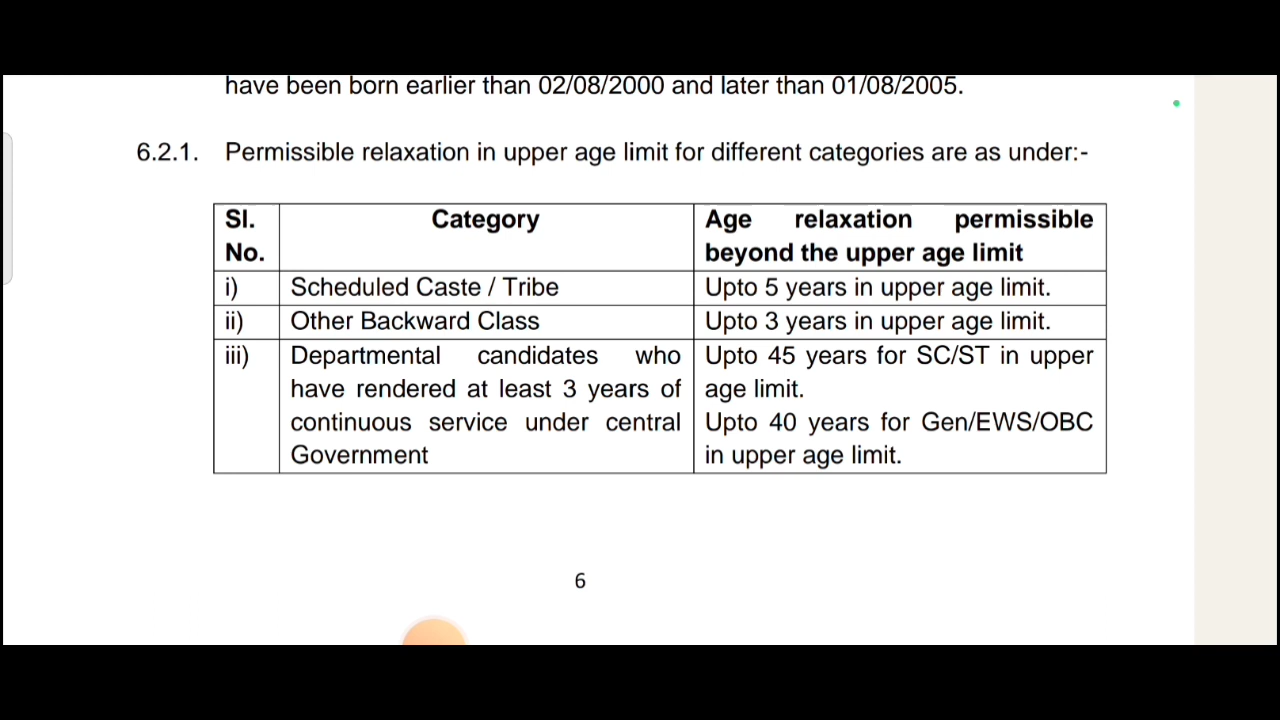 have been born earlier than 02/08/2000 and later than 01/08/2005.
6.2.1. Permissible relaxation in upper age limit for different categories are as under:-
Sl. No. Category Age relaxation permissible beyond the upper age limit
i) Scheduled Caste / Tribe Upto 5 years in upper age limit.
ii) Other Backward Class Upto 3 years in upper age limit.
iii) Departmental candidates who Upto 45 years for SC/ST in upper
have rendered at least 3 years of age limit.
continuous service under central Upto 40 years for Gen/EWS/OBC
Government in upper age limit.
6